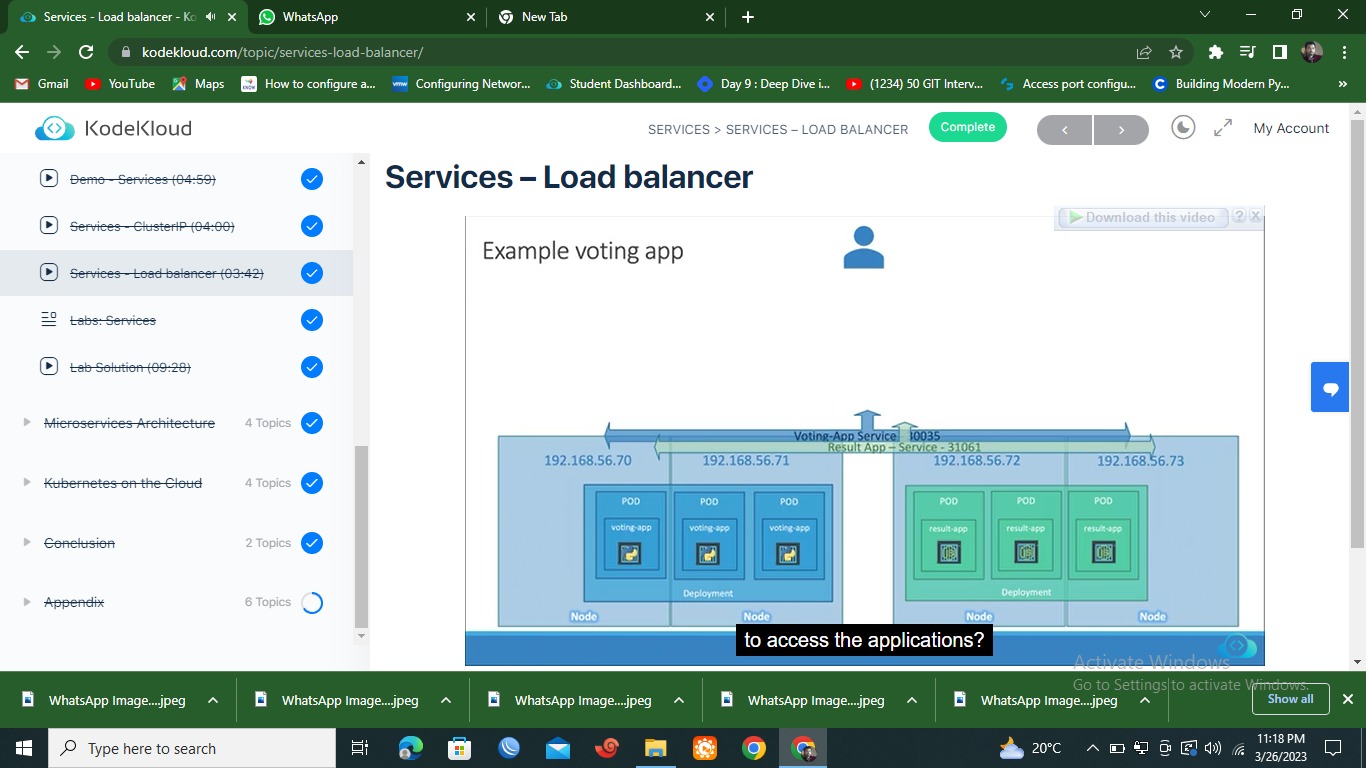 Services - Load balancer - Ko
WhatsApp
New Tab
kodekloud.com/topic/services-load-balancer/
Gmail
YouTube
Maps
How to configure a...
Configuring Networ...
Student Dashboard...
Day 9 : Deep Dive i...
(1234) 50 GIT Interv...
Access port configu...
Building Modern Py...
»
KodeKloud
SERVICES > SERVICES – LOAD BALANCER
Complete
My Account
Demo - Services (04:59)
Services - ClusterIP (04:00)
Services - Load balancer (03:42)
Labs: Services
Lab Solution (09:28)
Microservices Architecture 4 Topics
Kubernetes on the Cloud 4 Topics
Conclusion 2 Topics
Appendix 6 Topics
Services – Load balancer
Download this video ? X
Example voting app
Voting-App Service 30035
Result App – Service - 31061
192.168.56.70 192.168.56.71 192.168.56.72 192.168.56.73
POD POD POD POD POD POD
voting-app voting-app voting-app result-app result-app result-app
Deployment Deployment
Node Node Node Node
to access the applications?
Activate Windows
Go to Settings to activate Windows.
WhatsApp Image....jpeg
WhatsApp Image....jpeg
WhatsApp Image....jpeg
WhatsApp Image....jpeg
WhatsApp Image....jpeg
Show all
Type here to search
20°C
11:18 PM
3/26/2023